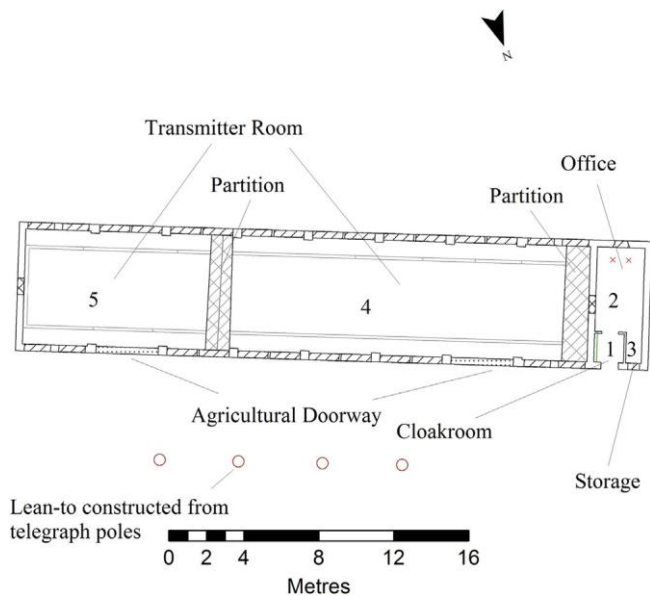 N
Transmitter Room
Office
Partition
Partition
5
4
2
1
3
Agricultural Doorway
Cloakroom
Storage
Lean-to constructed from
telegraph poles
0 2 4 8 12 16
Metres